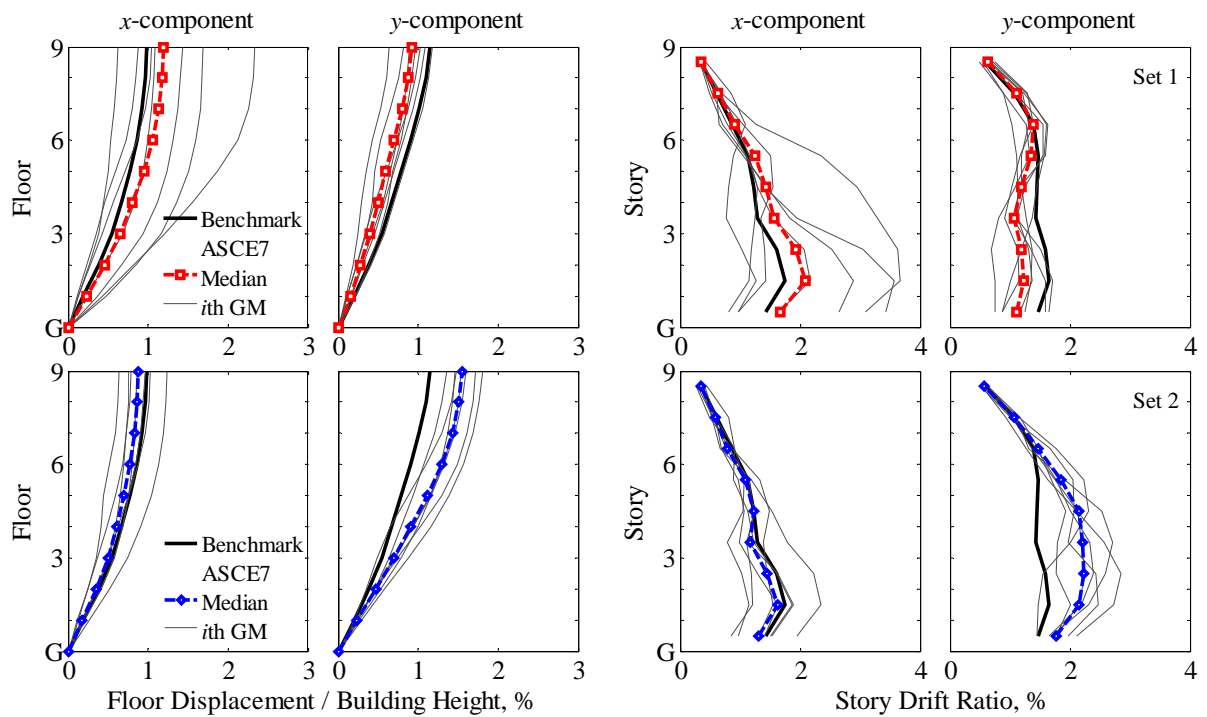 x-component
y-component
x-component
y-component
9
6
3
G
Floor
Benchmark
ASCE7
Median
ith GM
0 1 2 3
0 1 2 3
9
6
3
G
Story
Set 1
0 2 4
0 2 4
9
6
3
G
Floor
Benchmark
ASCE7
Median
ith GM
0 1 2 3
0 1 2 3
Floor Displacement / Building Height, %
9
6
3
G
Story
Set 2
0 2 4
0 2 4
Story Drift Ratio, %